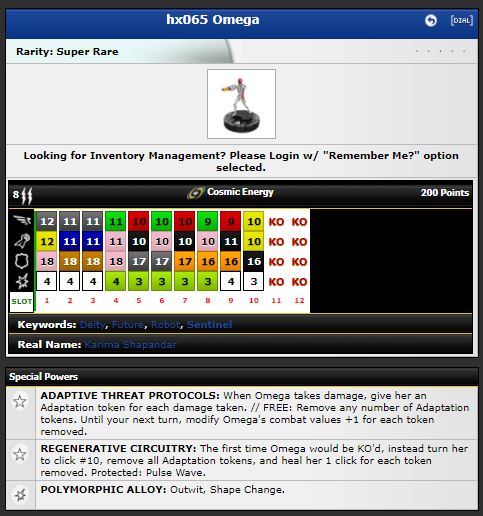 hx065 Omega
[DIAL]
Rarity: Super Rare
Looking for Inventory Management? Please Login w/ "Remember Me?" option
selected.
8 Cosmic Energy 200 Points
12 11 11 11 10 10 10 9 9 10 KO KO
12 11 11 11 10 10 10 10 11 10 KO KO
18 18 18 18 17 17 17 16 16 16 KO KO
4 4 4 4 3 3 3 3 4 3 KO KO
SLOT 1 2 3 4 5 6 7 8 9 10 11 12
Keywords: Deity, Future, Robot, Sentinel
Real Name: Karima Shapandar
Special Powers
ADAPTIVE THREAT PROTOCOLS: When Omega takes damage, give her an
Adaptation token for each damage taken. // FREE: Remove any number of Adaptation
tokens. Until your next turn, modify Omega's combat values +1 for each token
removed.
REGENERATIVE CIRCUITRY: The first time Omega would be KO'd, instead turn her
to click #10, remove all Adaptation tokens, and heal her 1 click for each token
removed. Protected: Pulse Wave.
POLYMORPHIC ALLOY: Outwit, Shape Change.